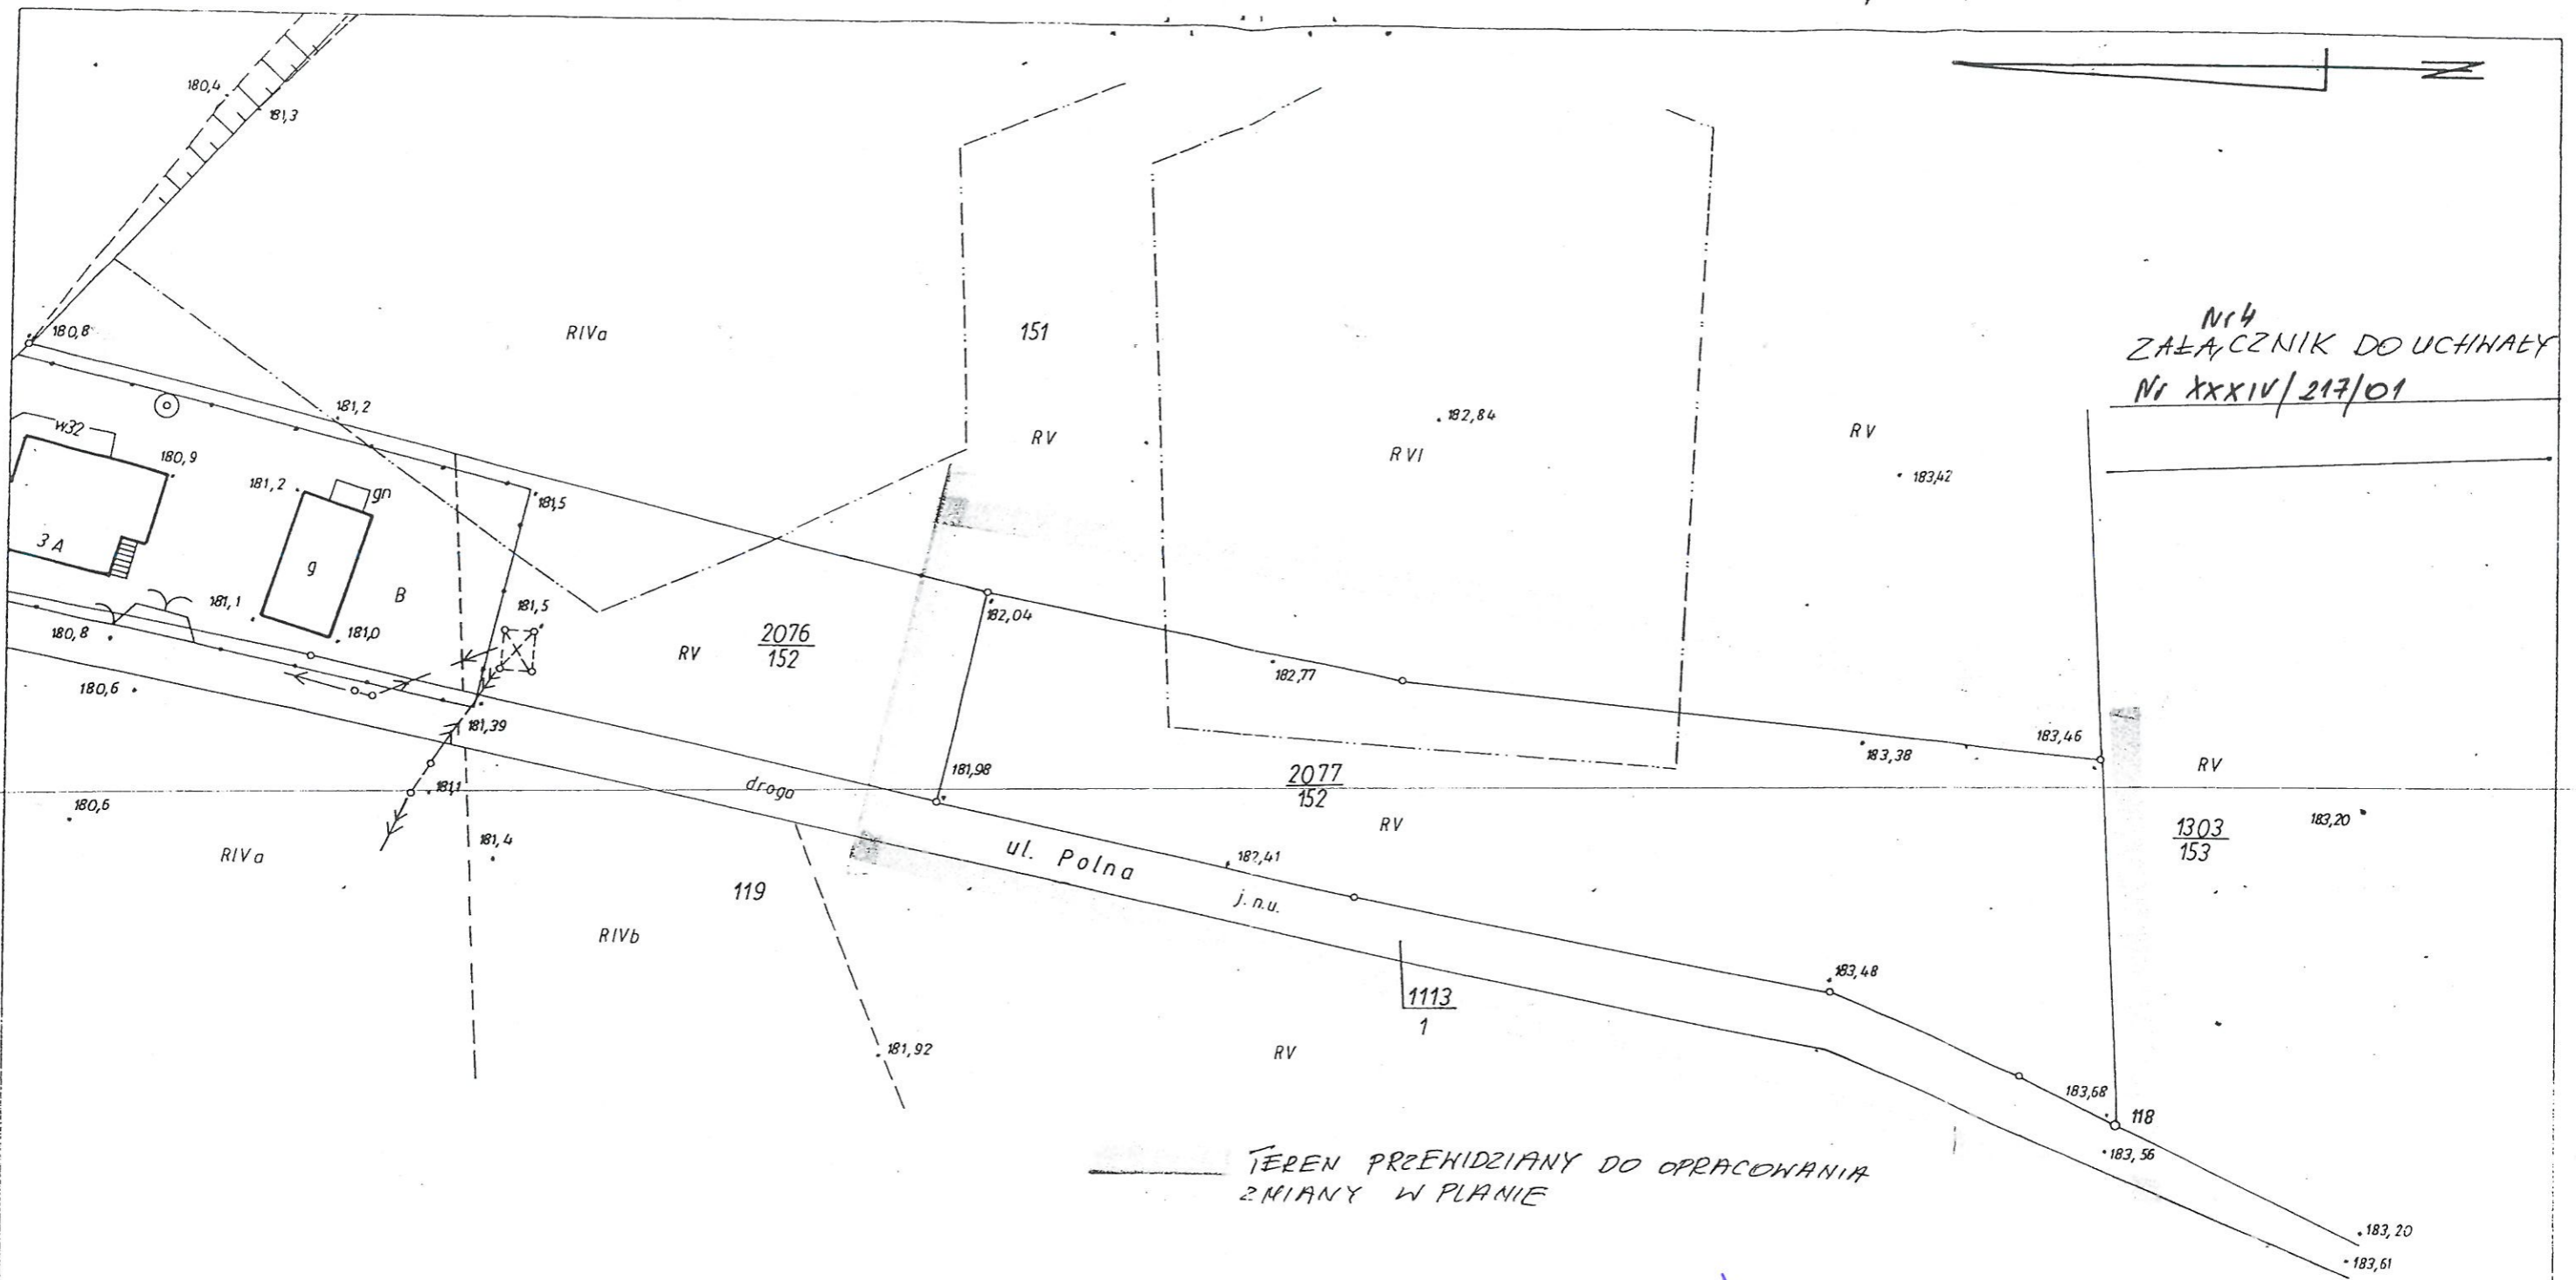 180,4
181,3
N
Nr 4
ZAŁĄCZNIK DO UCHWAŁY
Nr XXXIV/217/01
180,8
RIVa
151
181,2
182,84
RV
RVI
RV
183,42
w32
180,9
181,2
gn
181,5
3A
g
B
181,1
181,5
182,04
180,8
181,0
RV
2076
152
182,77
180,6
181,39
183,46
183,38
RV
181,98
2077
152
droga
181,1
180,6
RV
1303
153
183,20
181,4
RIVa
ul. Polna
182,41
119
j.n.u.
RIVb
183,48
1113
1
181,92
RV
183,68
118
183,56
TEREN PRZEWIDZIANY DO OPRACOWANIA
ZMIANY W PLANIE
183,20
183,61